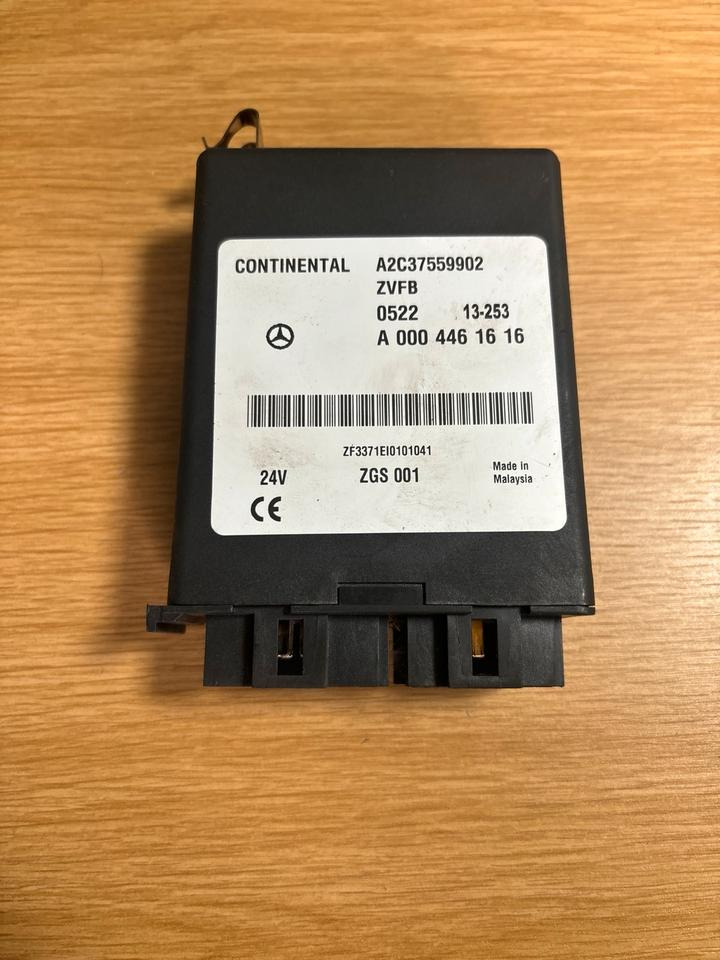 CONTINENTAL A2C37559902
ZVFB
0522 13-253
A 000 446 16 16
ZF3371EI0101041
24V ZGS 001 Made in
Malaysia
CE